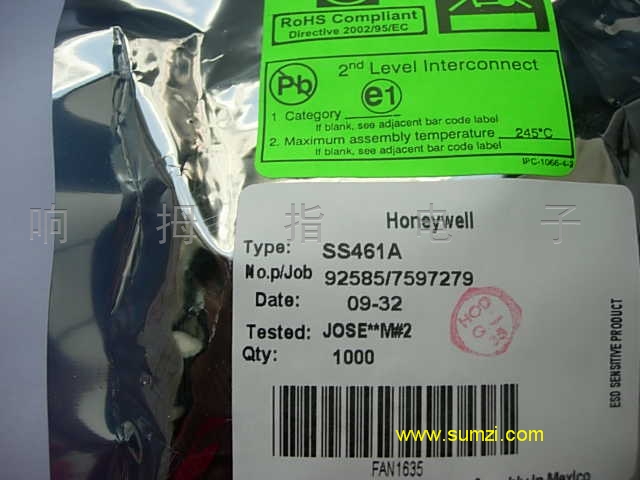 RoHS Compliant
Directive 2002/95/EC
Pb
2nd Level Interconnect
e1
1. Category
If blank, see adjacent bar code label
2. Maximum assembly temperature 245°C
If blank, see adjacent bar code label
IPC-1066-4-2
响拇指电子
Honeywell
Type: SS461A
No.p/Job 92585/7597279
Date: 09-32
Tested: JOSE**M#2
Qty: 1000
HOD
G
ESD SENSITIVE PRODUCT
www.sumzi.com
FAN1635
in Mexico